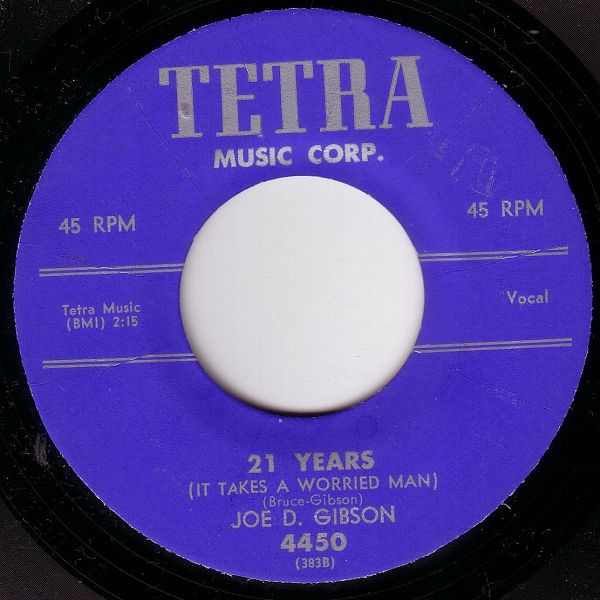 TETRA
MUSIC CORP.
45 RPM
45 RPM
Tetra Music
(BMI) 2:15
Vocal
21 YEARS
(IT TAKES A WORRIED MAN)
(Bruce-Gibson)
JOE D. GIBSON
4450
(383B)